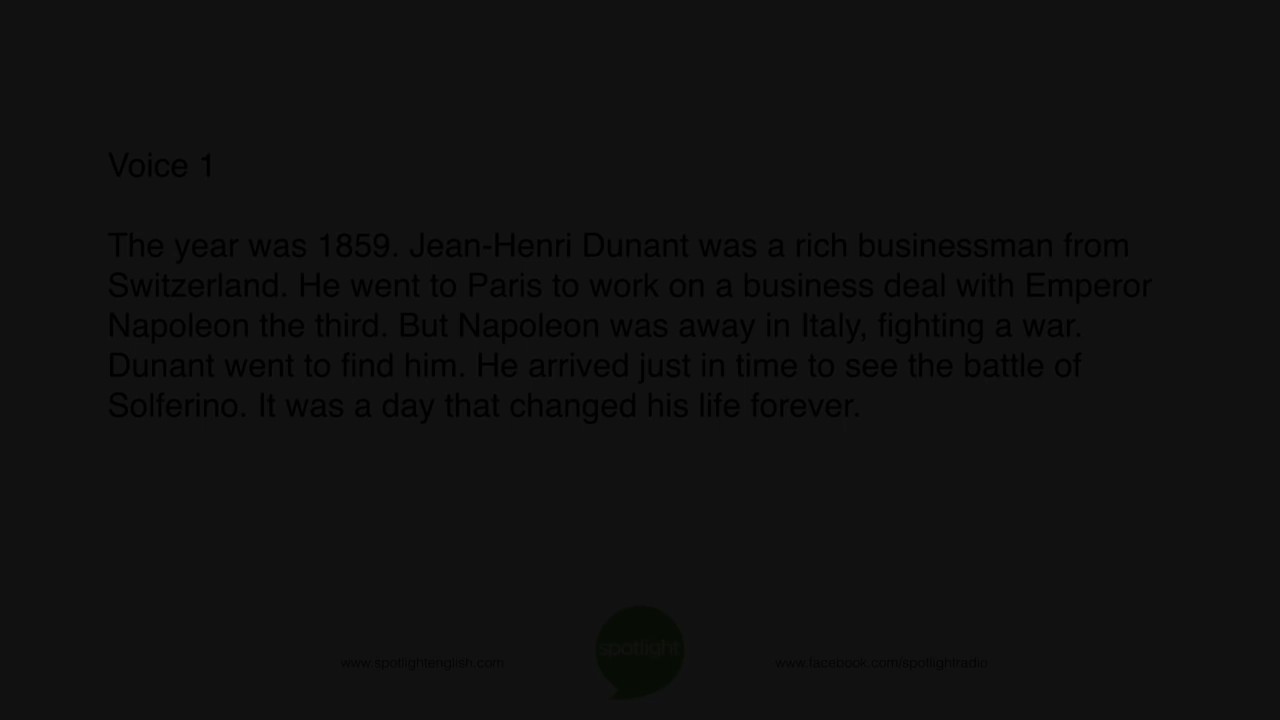 Voice 1
The year was 1859. Jean-Henri Dunant was a rich businessman from
Switzerland. He went to Paris to work on a business deal with Emperor
Napoleon the third. But Napoleon was away in Italy, fighting a war.
Dunant went to find him. He arrived just in time to see the battle of
Solferino. It was a day that changed his life forever.
spotlight
www.spotlightenglish.com
www.facebook.com/spotlightradio